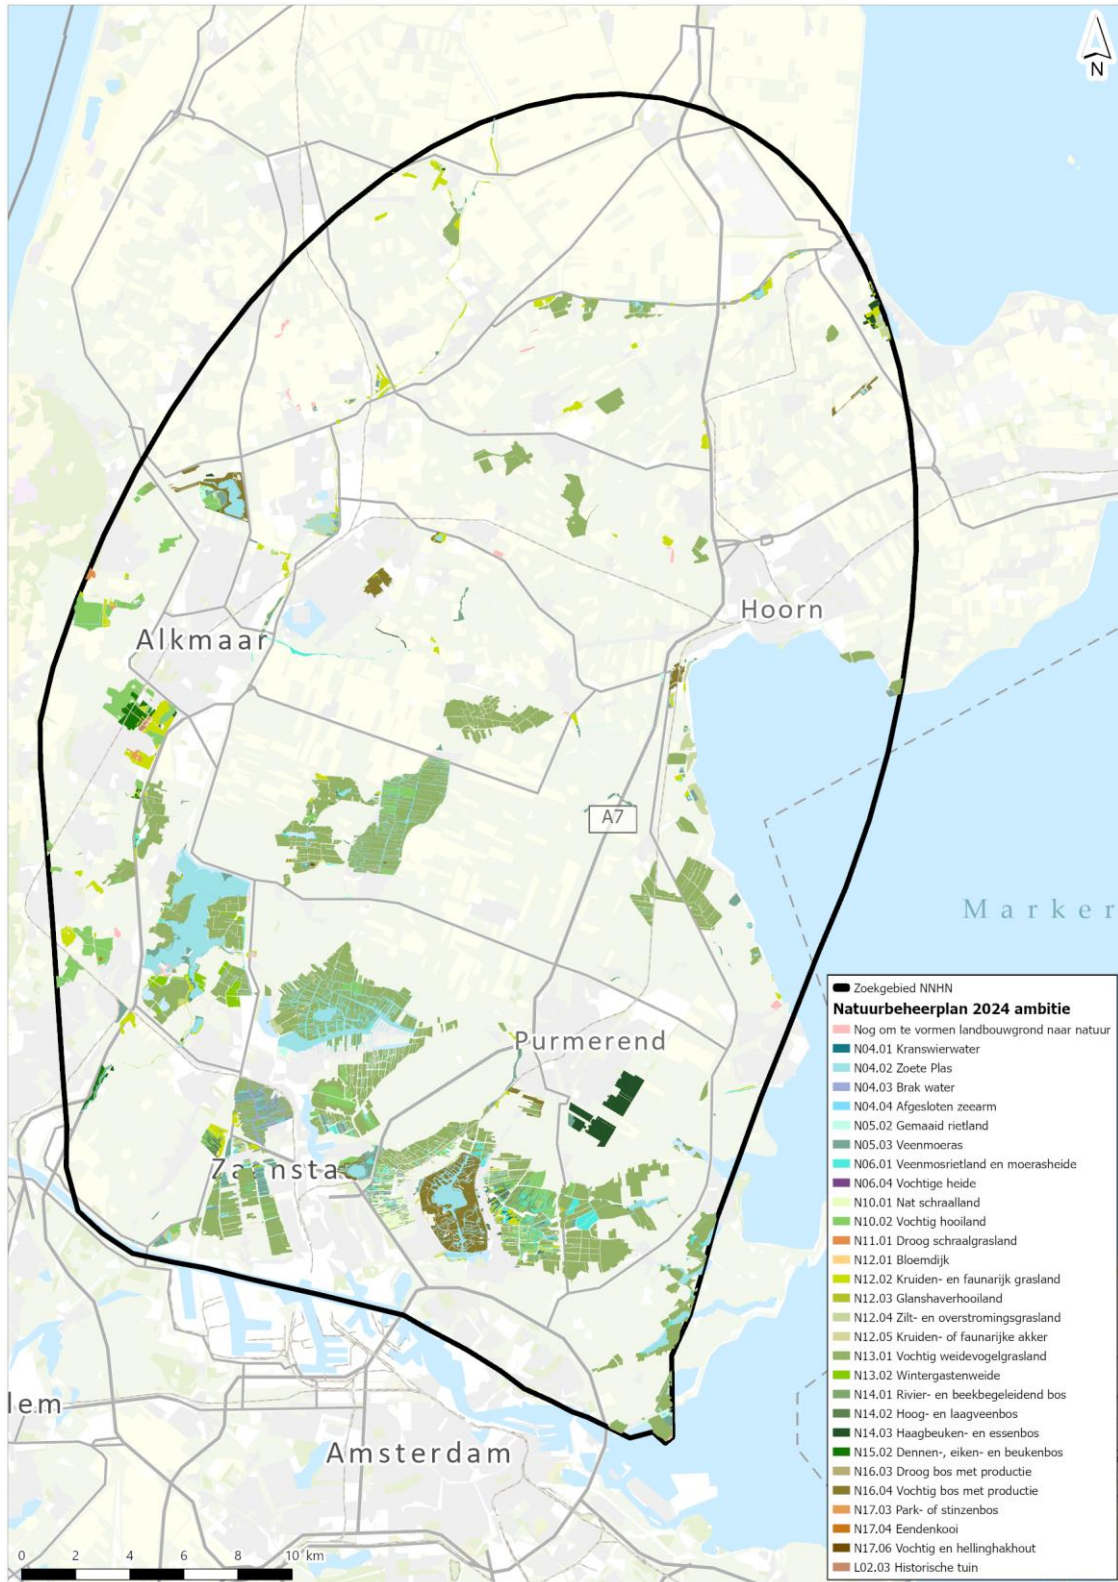 N
Alkmaar
Hoorn
A7
Marker
Purmerend
Zaansta
lem
Amsterdam
0 2 4 6 8 10 km
Zoekgebied NNHN
Natuurbeheerplan 2024 ambitie
Nog om te vormen landbouwgrond naar natuur
N04.01 Kranswierwater
N04.02 Zoete Plas
N04.03 Brak water
N04.04 Afgesloten zeearm
N05.02 Gemaaid rietland
N05.03 Veenmoeras
N06.01 Veenmosrietland en moerasheide
N06.04 Vochtige heide
N10.01 Nat schraalland
N10.02 Vochtig hooiland
N11.01 Droog schraalgrasland
N12.01 Bloemdijk
N12.02 Kruiden- en faunarijk grasland
N12.03 Glanshaverhooiland
N12.04 Zilt- en overstromingsgrasland
N12.05 Kruiden- of faunarijke akker
N13.01 Vochtig weidevogelgrasland
N13.02 Wintergastenweide
N14.01 Rivier- en beekbegeleidend bos
N14.02 Hoog- en laagveenbos
N14.03 Haagbeuken- en essenbos
N15.02 Dennen-, eiken- en beukenbos
N16.03 Droog bos met productie
N16.04 Vochtig bos met productie
N17.03 Park- of stinzenbos
N17.04 Eendenkooi
N17.06 Vochtig en hellinghakhout
L02.03 Historische tuin